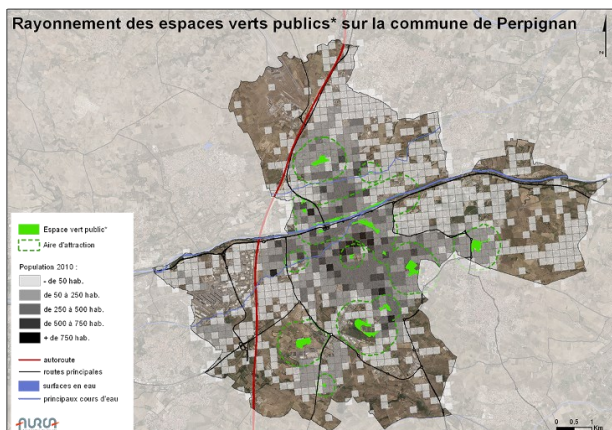 Rayonnement des espaces verts publics* sur la commune de Perpignan
Espace vert public*
Aire d'attraction
Population 2010 :
- de 50 hab.
de 50 à 250 hab.
de 250 à 500 hab.
de 500 à 750 hab.
+ de 750 hab.
autoroute
routes principales
surfaces en eau
principaux cours d'eau
AURCA
0 0.5 1
Km